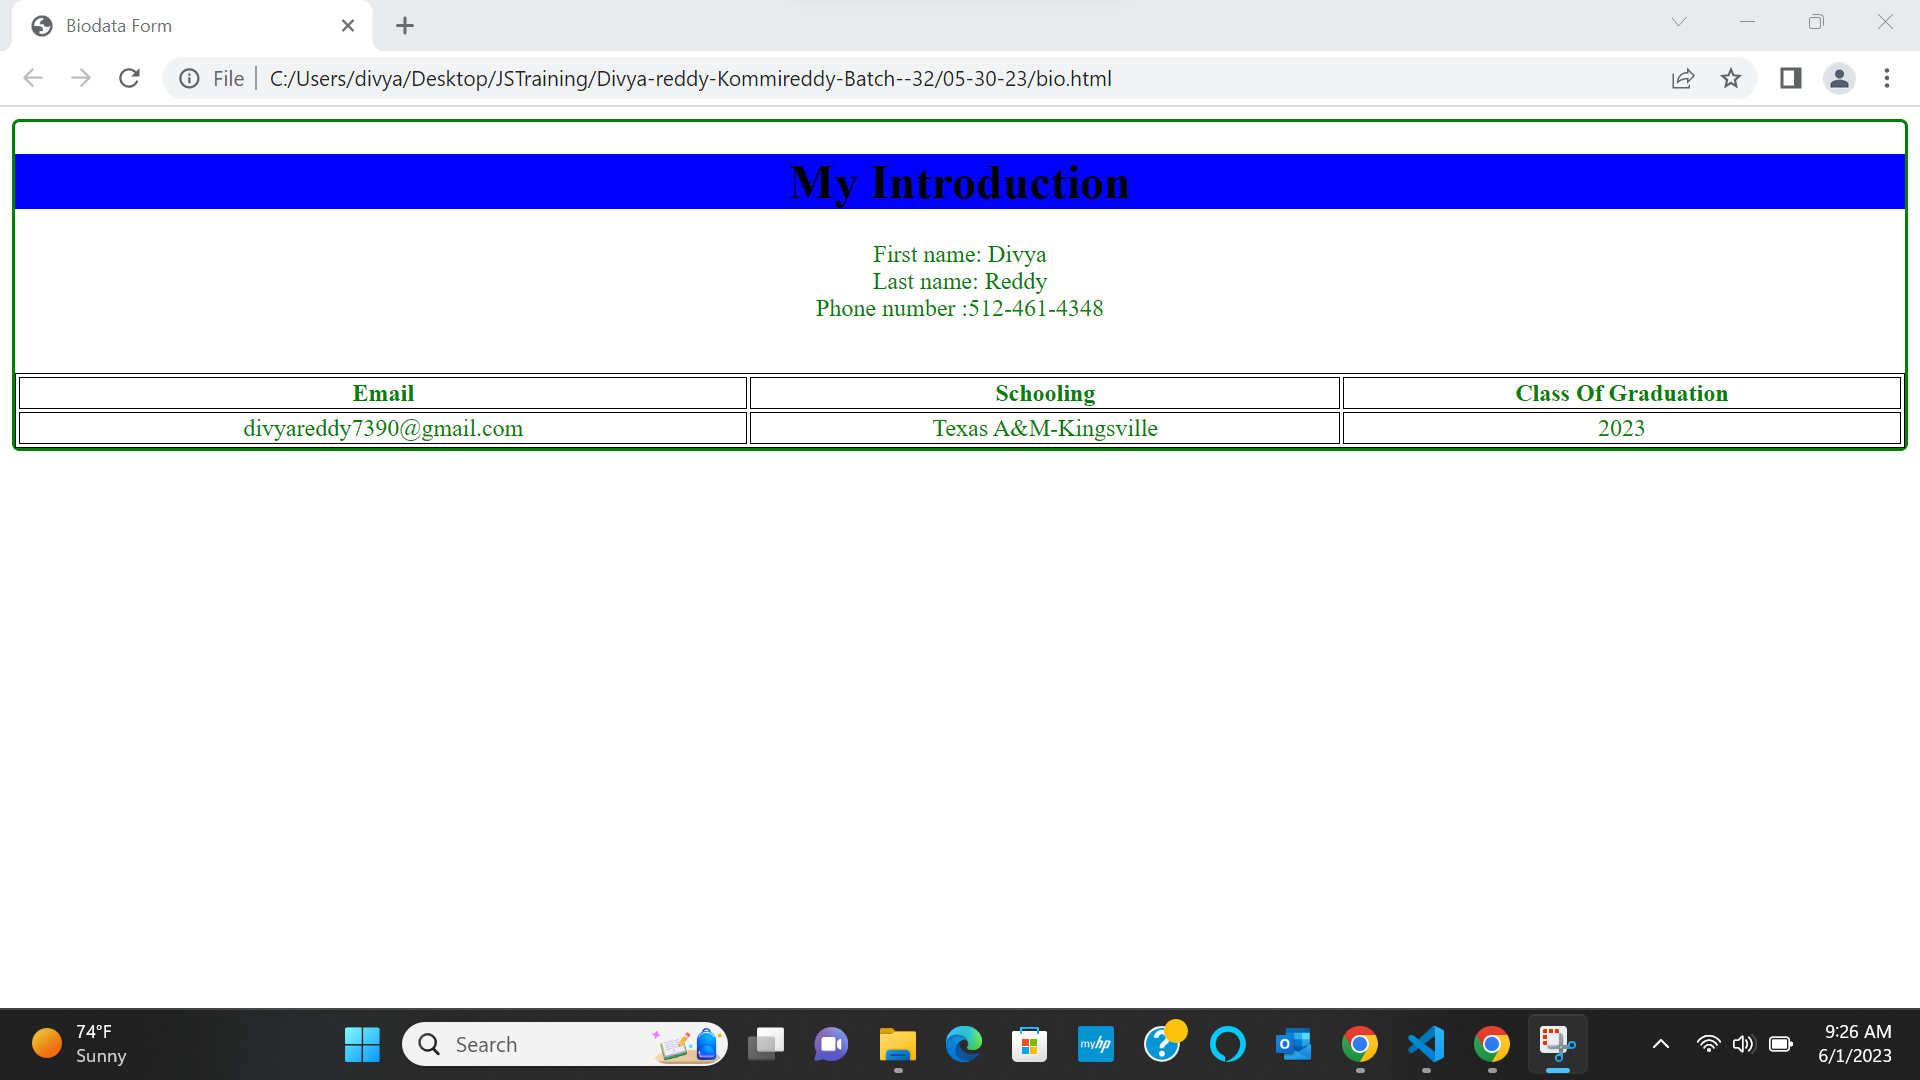 Biodata Form
File
C:/Users/divya/Desktop/JSTraining/Divya-reddy-Kommireddy-Batch--32/05-30-23/bio.html
My Introduction
First name: Divya
Last name: Reddy
Phone number :512-461-4348
Email Schooling Class Of Graduation
divyareddy7390@gmail.com Texas A&M-Kingsville 2023
74°F
Sunny
Search
myhp
9:26 AM
6/1/2023